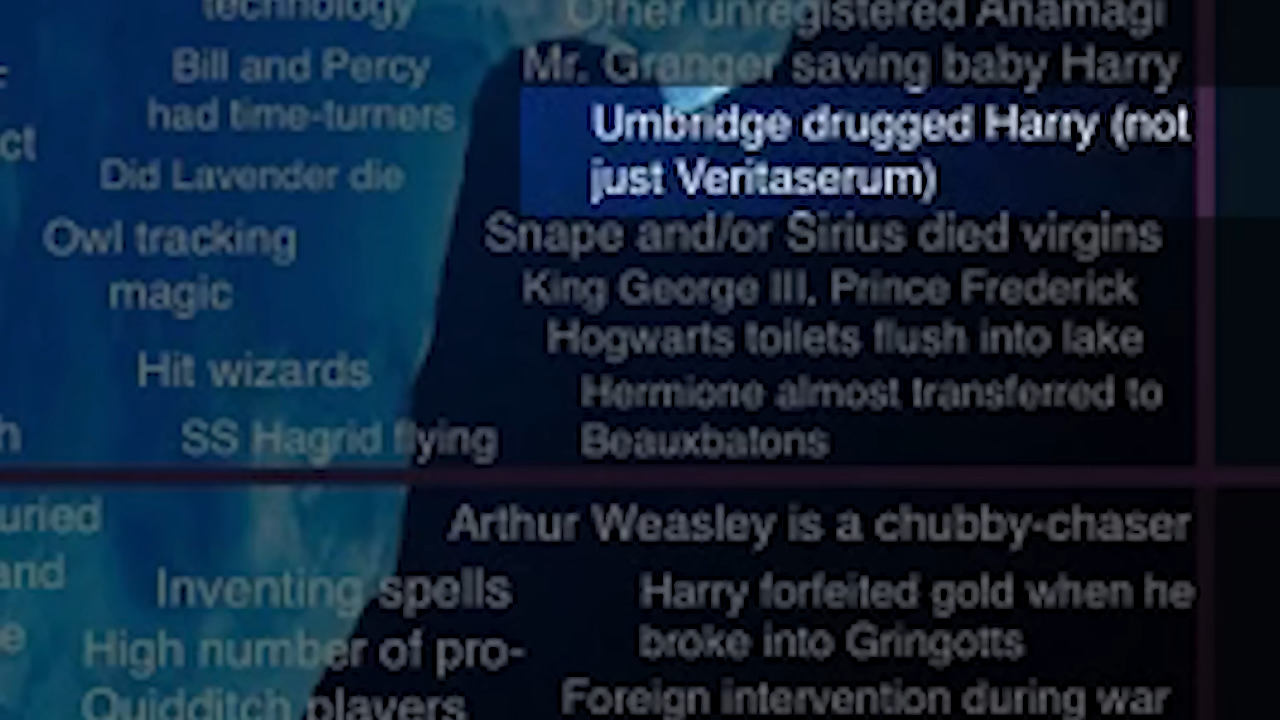 technology
Bill and Percy
had time-turners
ct
Did Lavender die
Owl tracking
magic
Hit wizards
h
SS Hagrid flying
Other unregistered Anamagi
Mr. Granger saving baby Harry
Umbridge drugged Harry (not
just Veritaserum)
Snape and/or Sirius died virgins
King George III. Prince Frederick
Hogwarts toilets flush into lake
Hermione almost transferred to
Beauxbatons
uried
and
e
Inventing spells
High number of pro-
Quidditch players
Arthur Weasley is a chubby-chaser
Harry forfeited gold when he
broke into Gringotts
Foreign intervention during war